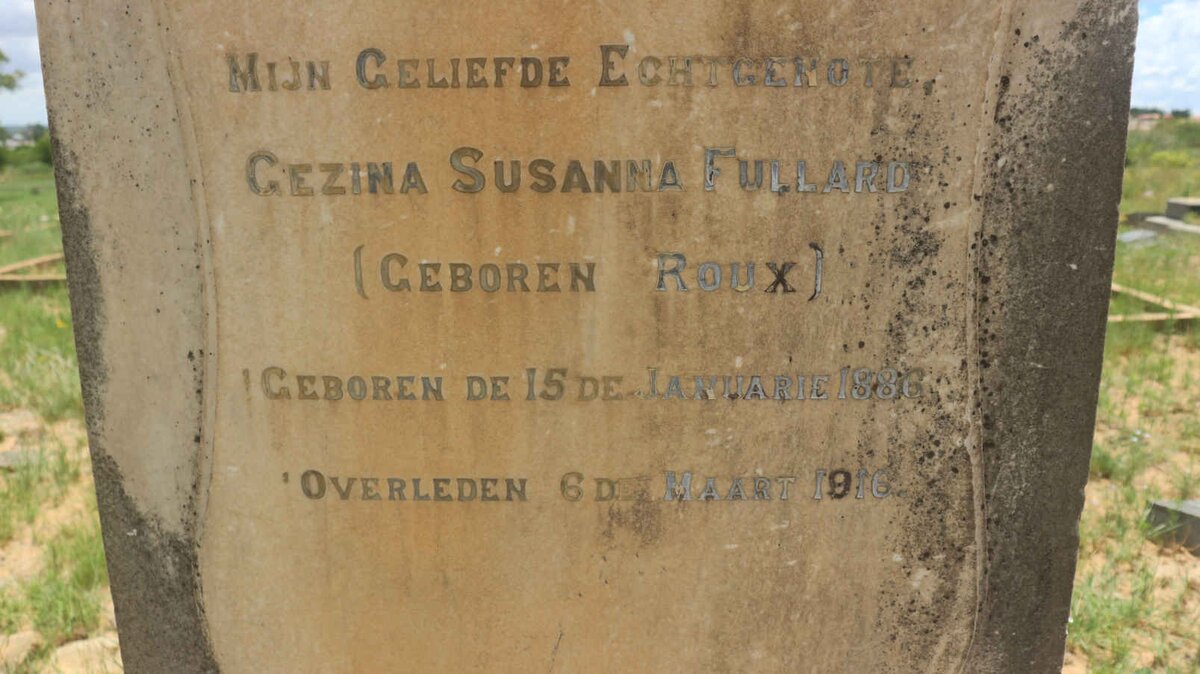 Mijn Geliefde Echtgenote,
Gezina Susanna Fullard
(Geboren Roux)
Geboren de 15de Januarie 1886
Overleden 6de Maart 1916.